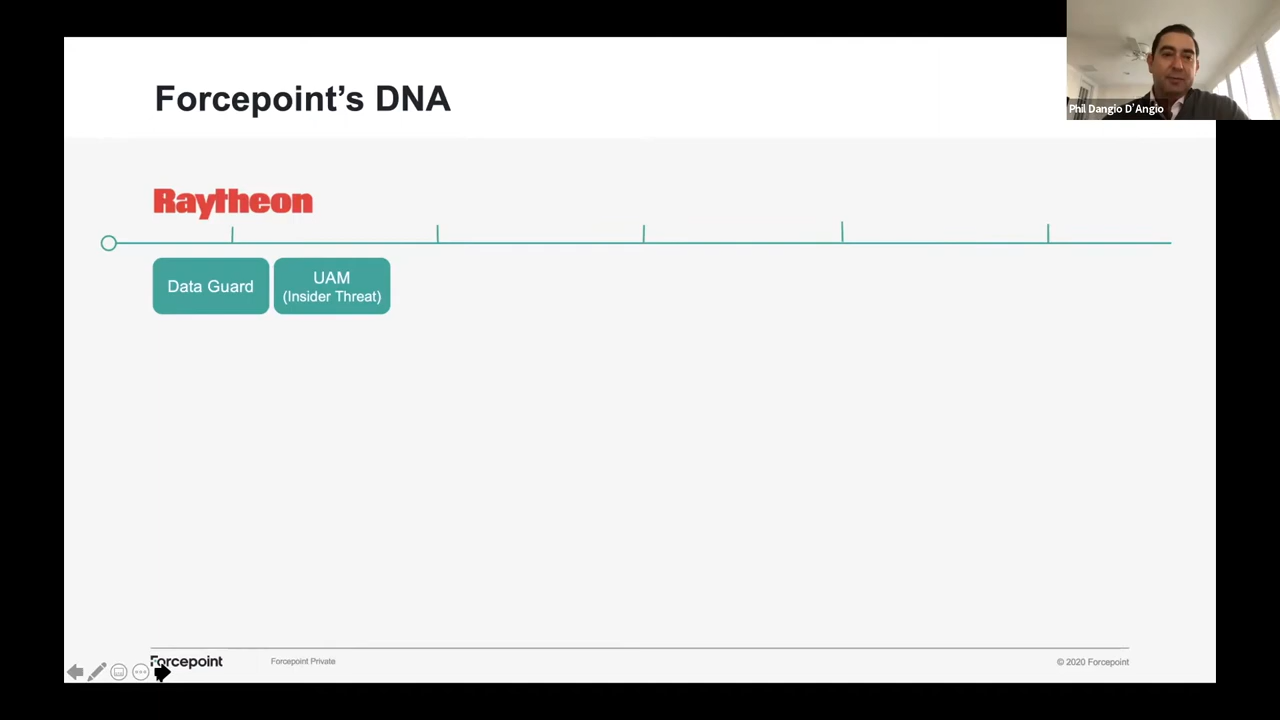 Forcepoint's DNA
Phil Dangio D'Angio
Raytheon
Data Guard
UAM
(Insider Threat)
Forcepoint
Forcepoint Private
© 2020 Forcepoint